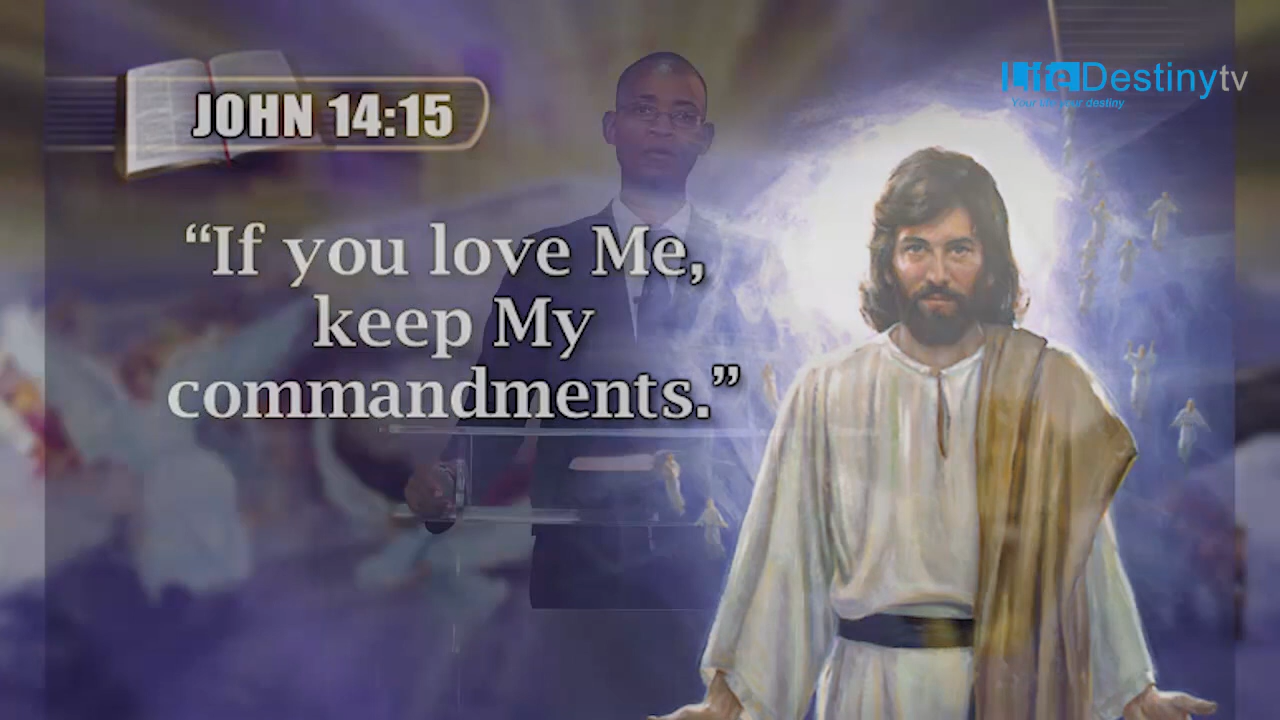 JOHN 14:15
LifeDestinytv
Your life your destiny
“If you love Me,
keep My
commandments.”